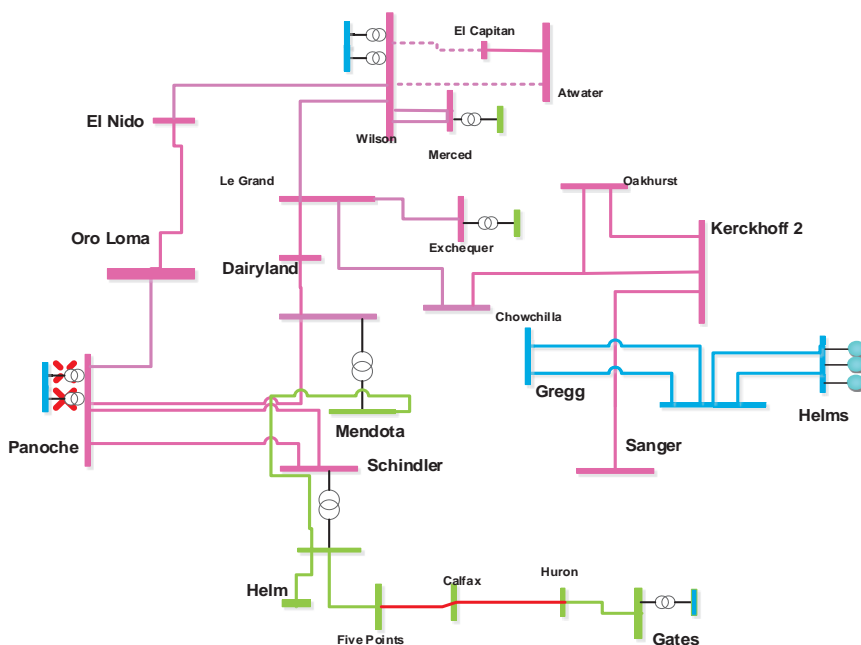 El Capitan
Atwater
El Nido
Wilson
Merced
Le Grand
Oakhurst
Kerckhoff 2
Oro Loma
Exchequer
Dairyland
Chowchilla
Gregg
Helms
Panoche
Mendota
Sanger
Schindler
Helm
Calfax
Huron
Five Points
Gates